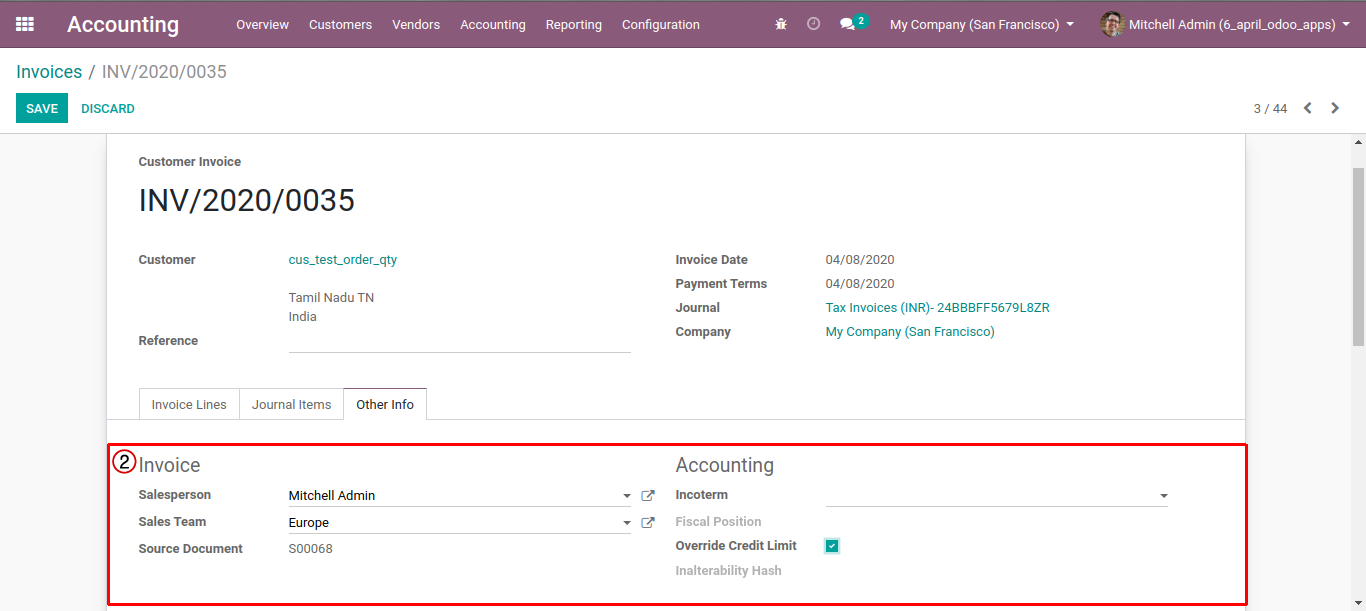 Accounting Overview Customers Vendors Accounting Reporting Configuration 2 My Company (San Francisco) Mitchell Admin (6_april_odoo_apps)
Invoices / INV/2020/0035
SAVE DISCARD 3 / 44
Customer Invoice
INV/2020/0035
Customer cus_test_order_qty Invoice Date 04/08/2020
Payment Terms 04/08/2020
Tamil Nadu TN
Journal Tax Invoices (INR)- 24BBBFF5679L8ZR
India
Company My Company (San Francisco)
Reference
Invoice Lines Journal Items Other Info
2 Invoice Accounting
Salesperson Mitchell Admin Incoterm
Sales Team Europe Fiscal Position
Source Document S00068 Override Credit Limit
Inalterability Hash